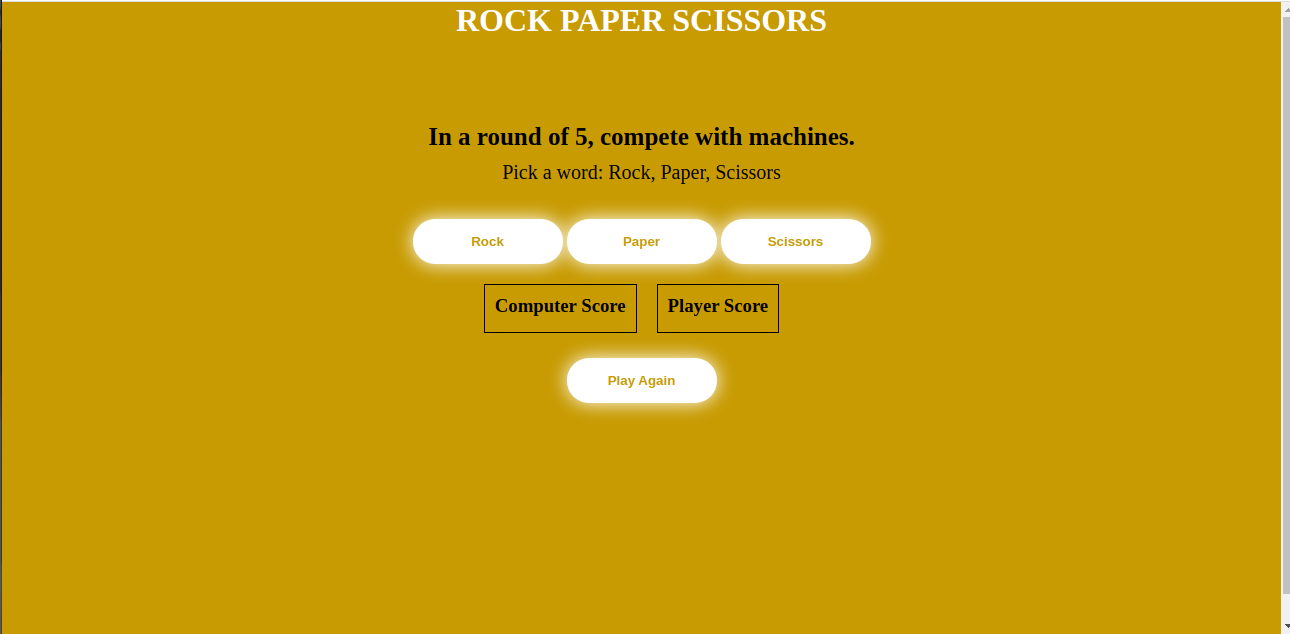 ROCK PAPER SCISSORS
In a round of 5, compete with machines.
Pick a word: Rock, Paper, Scissors
Rock Paper Scissors
Computer Score Player Score
Play Again